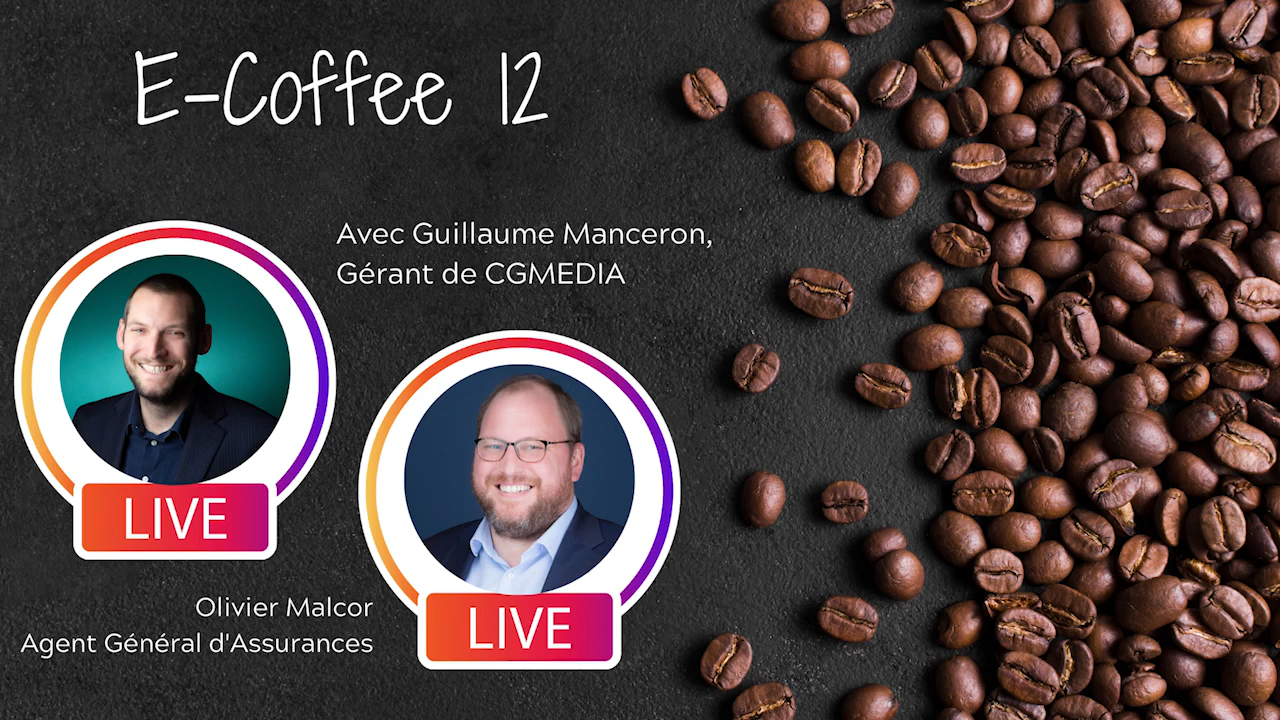 E-Coffee 12
Avec Guillaume Manceron,
Gérant de CGMEDIA
LIVE
Olivier Malcor
Agent Général d'Assurances
LIVE